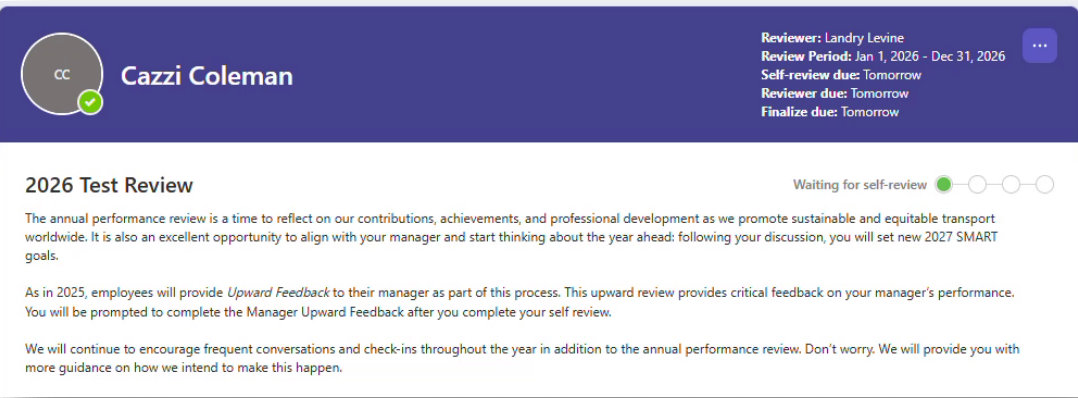 CC
Cazzi Coleman
Reviewer: Landry Levine
Review Period: Jan 1, 2026 - Dec 31, 2026
Self-review due: Tomorrow
Reviewer due: Tomorrow
Finalize due: Tomorrow
...
2026 Test Review
Waiting for self-review
The annual performance review is a time to reflect on our contributions, achievements, and professional development as we promote sustainable and equitable transport
worldwide. It is also an excellent opportunity to align with your manager and start thinking about the year ahead: following your discussion, you will set new 2027 SMART
goals.
As in 2025, employees will provide Upward Feedback to their manager as part of this process. This upward review provides critical feedback on your manager's performance.
You will be prompted to complete the Manager Upward Feedback after you complete your self review.
We will continue to encourage frequent conversations and check-ins throughout the year in addition to the annual performance review. Don't worry. We will provide you with
more guidance on how we intend to make this happen.